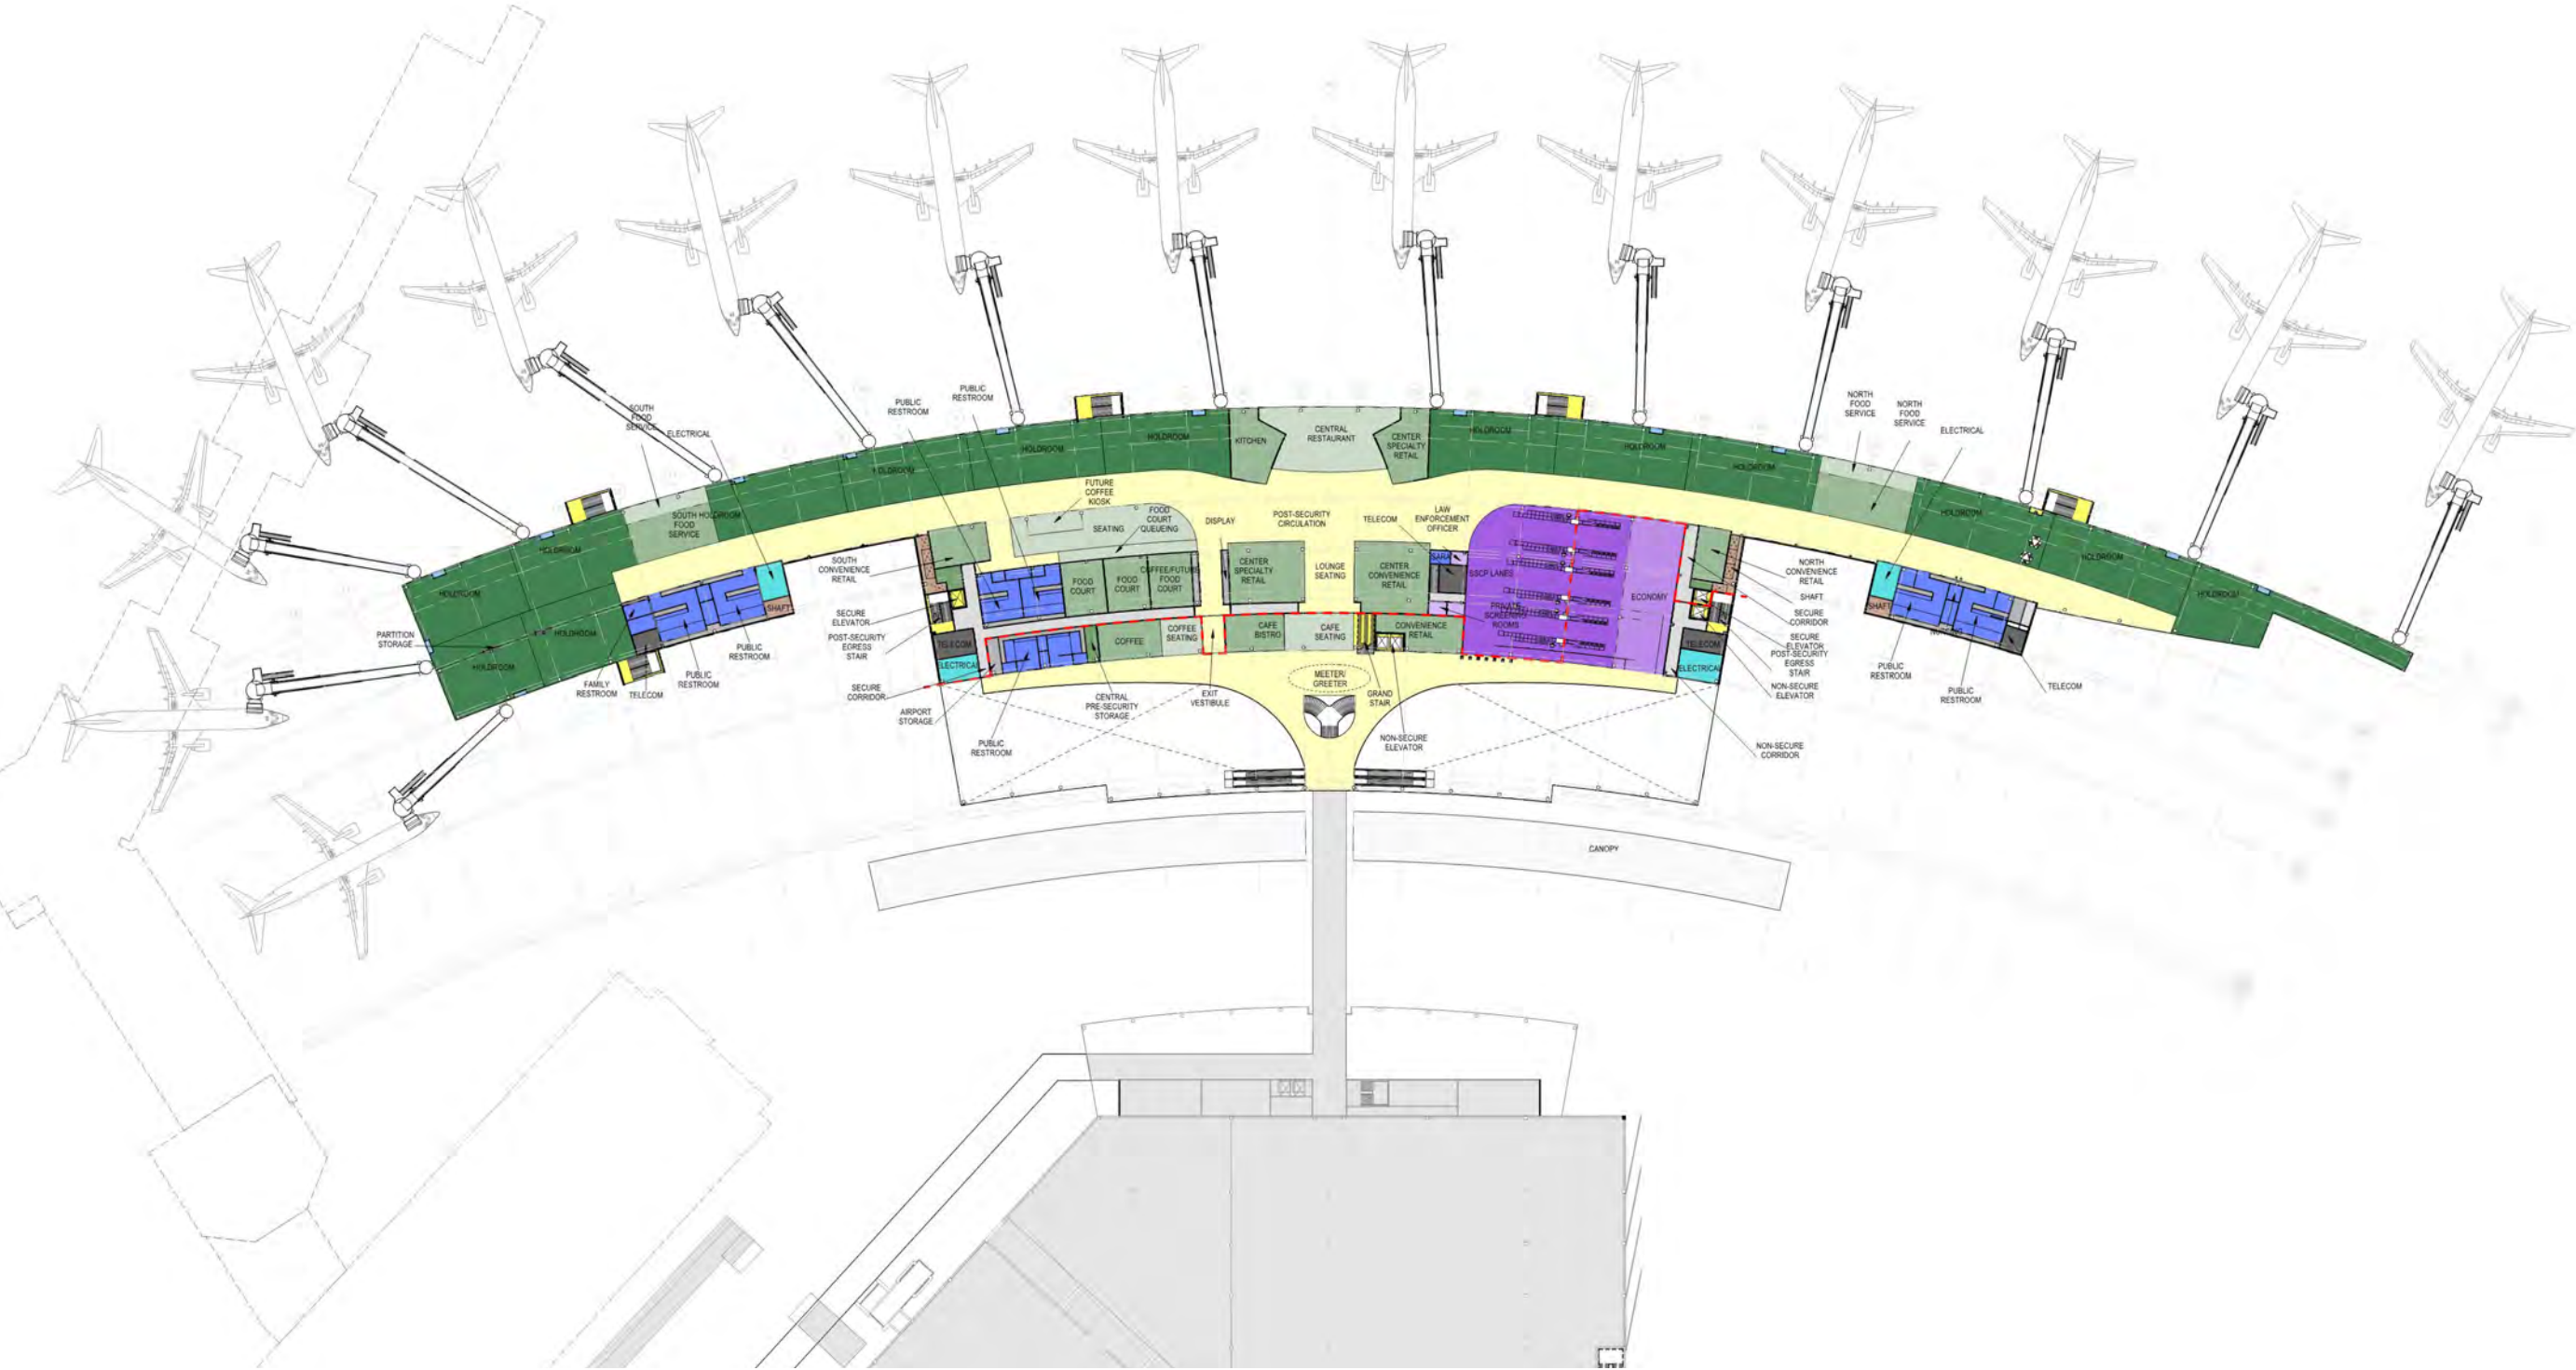 PUBLIC
RESTROOM
PUBLIC
RESTROOM
SOUTH
FOOD
SERVICE
ELECTRICAL
NORTH
FOOD
SERVICE
NORTH
FOOD
SERVICE
ELECTRICAL
HOLDROOM
HOLDROOM
HOLDROOM
KITCHEN
CENTRAL
RESTAURANT
CENTER
SPECIALTY
RETAIL
HOLDROOM
HOLDROOM
HOLDROOM
HOLDROOM
HOLDROOM
HOLDROOM
SOUTH HOLDROOM
FOOD
SERVICE
HOLDROOM
HOLDROOM
HOLDROOM
HOLDROOM
FUTURE
COFFEE
KIOSK
SEATING
FOOD
COURT
QUEUEING
DISPLAY
POST-SECURITY
CIRCULATION
TELECOM
LAW
ENFORCEMENT
OFFICER
SOUTH
CONVENIENCE
RETAIL
FOOD
COURT
FOOD
COURT
COFFEE/FUTURE
FOOD
COURT
CENTER
SPECIALTY
RETAIL
LOUNGE
SEATING
CENTER
CONVENIENCE
RETAIL
SARA
SSCP LANES
PRIVATE
SCREENING
ROOMS
ECONOMY
NORTH
CONVENIENCE
RETAIL
SHAFT
SECURE
CORRIDOR
SECURE
ELEVATOR
POST-SECURITY
EGRESS
STAIR
NON-SECURE
ELEVATOR
SECURE
ELEVATOR
POST-SECURITY
EGRESS
STAIR
TELECOM
ELECTRICAL
SECURE
CORRIDOR
AIRPORT
STORAGE
PUBLIC
RESTROOM
COFFEE
COFFEE
SEATING
CENTRAL
PRE-SECURITY
STORAGE
EXIT
VESTIBULE
CAFE
BISTRO
CAFE
SEATING
CONVENIENCE
RETAIL
MEETER/
GREETER
GRAND
STAIR
NON-SECURE
ELEVATOR
TELECOM
ELECTRICAL
NON-SECURE
CORRIDOR
PARTITION
STORAGE
FAMILY
RESTROOM
TELECOM
PUBLIC
RESTROOM
PUBLIC
RESTROOM
SHAFT
SHAFT
PUBLIC
RESTROOM
PUBLIC
RESTROOM
TELECOM
CANOPY